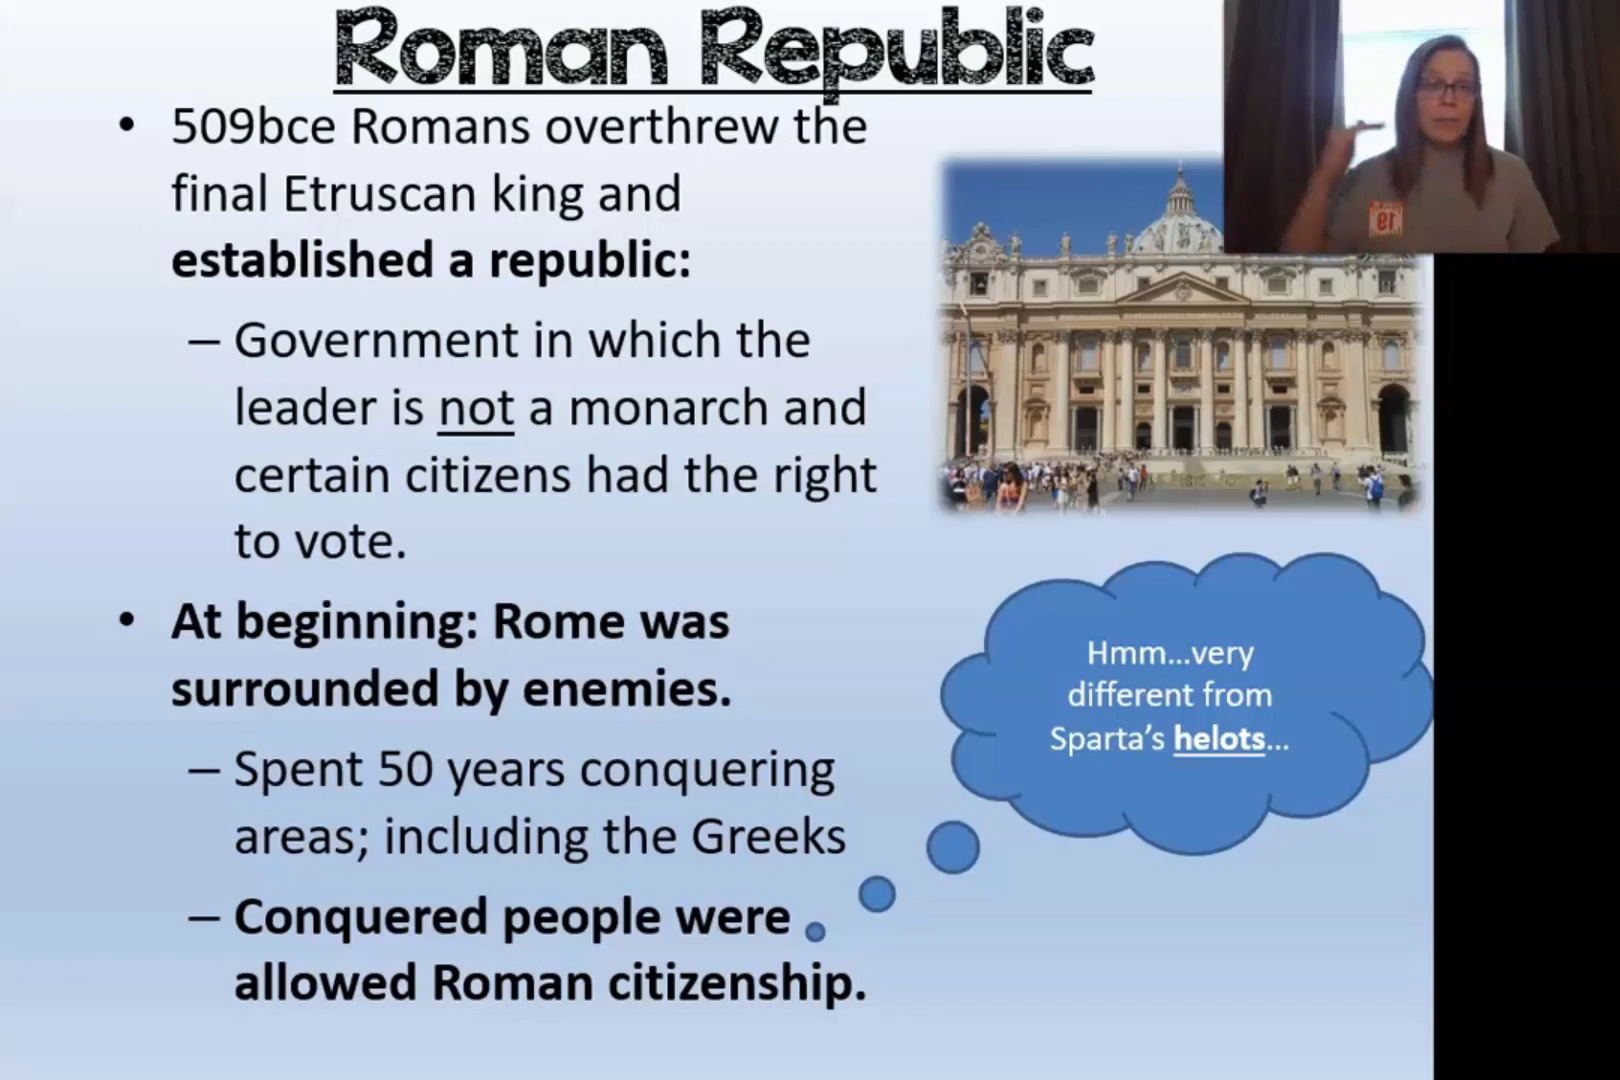 Roman Republic
• 509bce Romans overthrew the
final Etruscan king and
established a republic:
– Government in which the
leader is not a monarch and
certain citizens had the right
to vote.
• At beginning: Rome was
surrounded by enemies.
– Spent 50 years conquering
areas; including the Greeks
– Conquered people were
allowed Roman citizenship.
Hmm...very
different from
Sparta's helots...